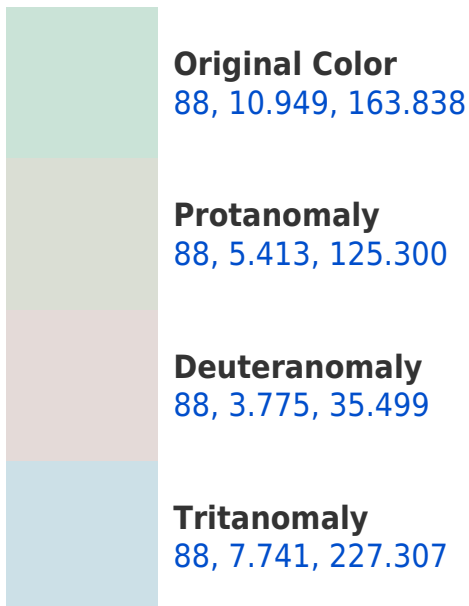 Original Color
88, 10.949, 163.838
Protanomaly
88, 5.413, 125.300
Deuteranomaly
88, 3.775, 35.499
Tritanomaly
88, 7.741, 227.307